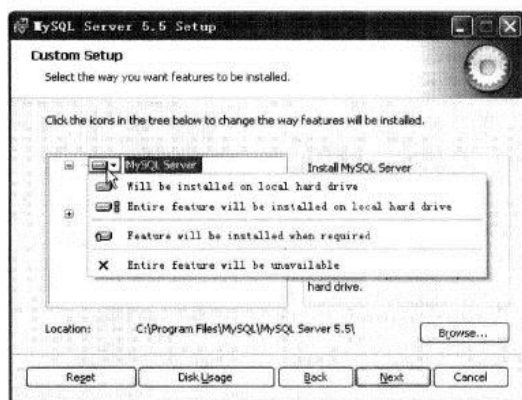 MySQL Server 5.5 Setup
Custom Setup
Select the way you want features to be installed.
Click the icons in the tree below to change the way features will be installed.
MySQL Server
Install MySQL Server
Will be installed on local hard drive
Entire feature will be installed on local hard drive
Feature will be installed when required
Entire feature will be unavailable
hard drive.
Location: C:\Program Files\MySQL\MySQL Server 5.5\
Browse...
Reset Disk Usage Back Next Cancel